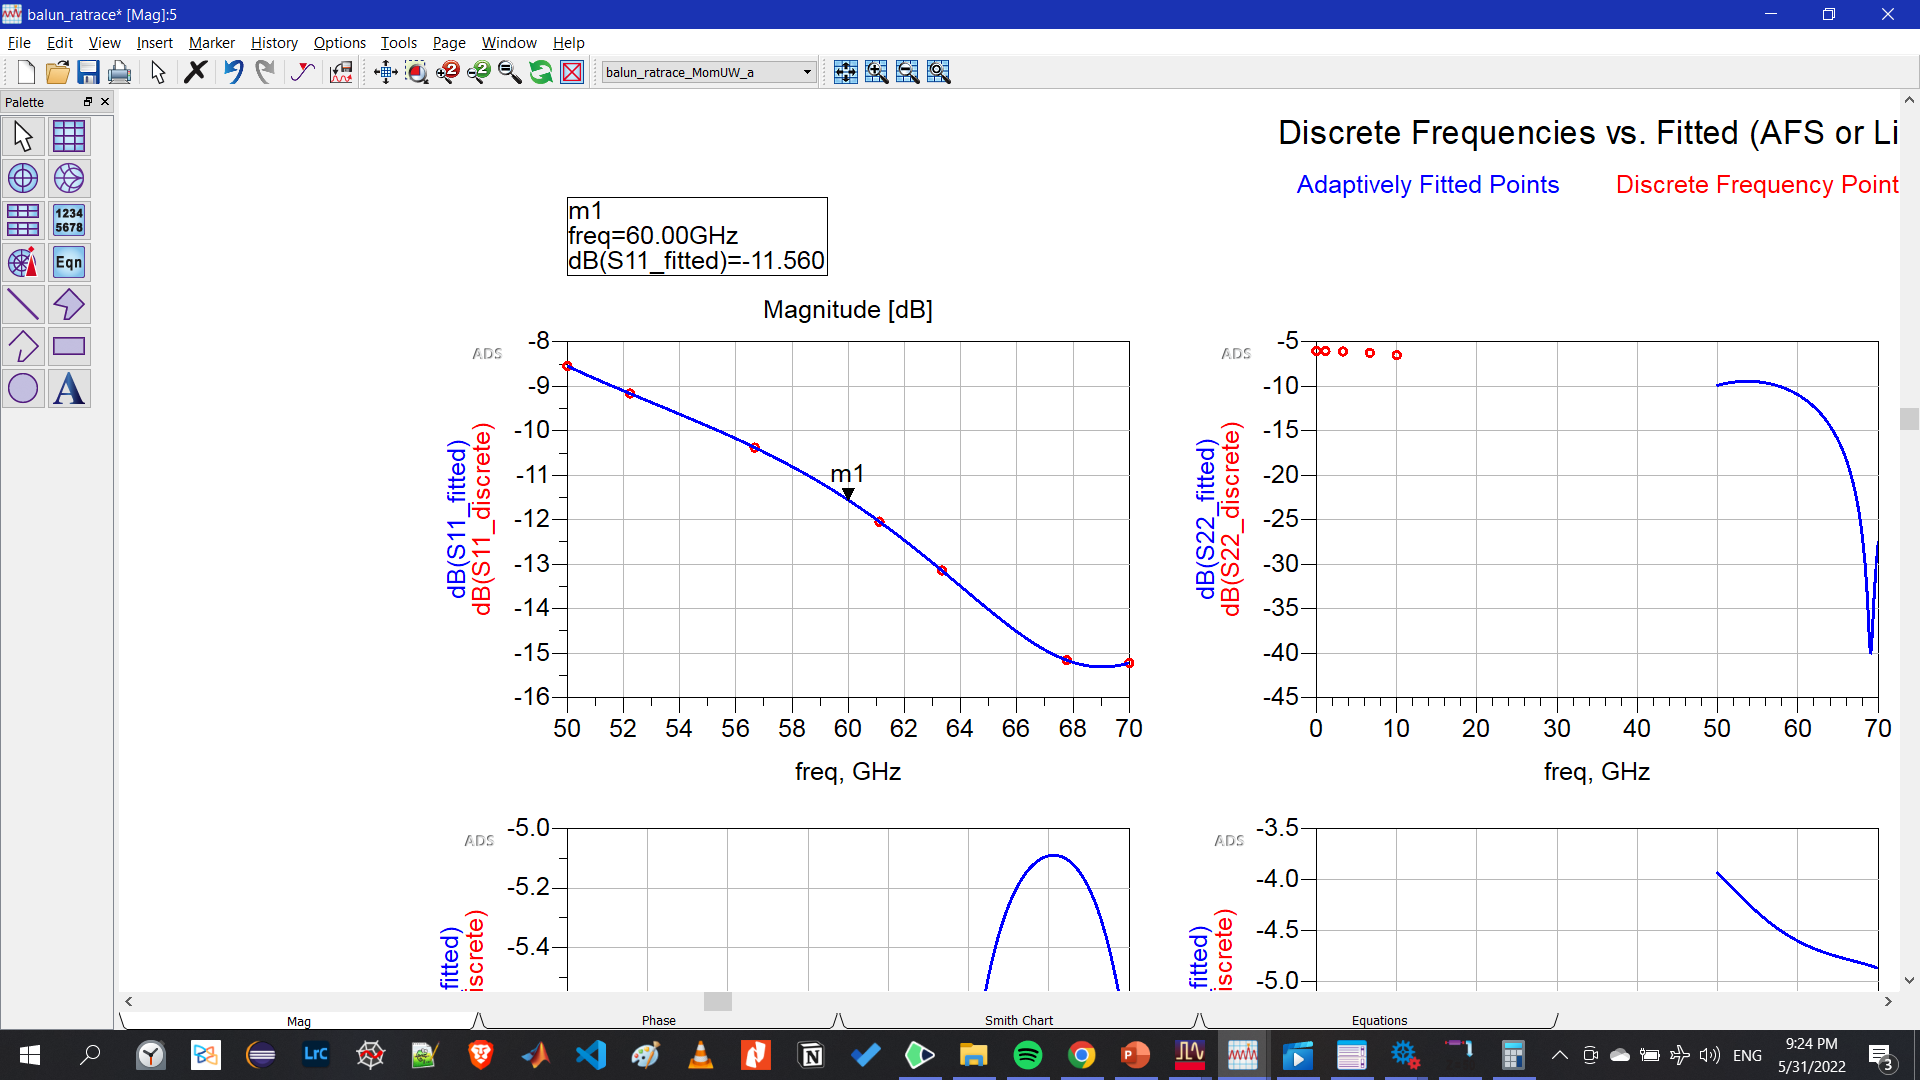 balun_ratrace* [Mag]:5
File Edit View Insert Marker History Options Tools Page Window Help
balun_ratrace_MomUW_a
Palette
1234
5678
Eqn
A
Discrete Frequencies vs. Fitted (AFS or Li
Adaptively Fitted Points Discrete Frequency Point
m1
freq=60.00GHz
dB(S11_fitted)=-11.560
Magnitude [dB]
ADS
dB(S11_fitted)
dB(S11_discrete)
-8
-9
-10
-11
-12
-13
-14
-15
-16
m1
50 52 54 56 58 60 62 64 66 68 70
freq, GHz
ADS
dB(S22_fitted)
dB(S22_discrete)
-5
-10
-15
-20
-25
-30
-35
-40
-45
0 10 20 30 40 50 60 70
freq, GHz
ADS
fitted)
iscrete)
-5.0
-5.2
-5.4
ADS
fitted)
iscrete)
-3.5
-4.0
-4.5
-5.0
Mag Phase Smith Chart Equations
LrC
N
P
ENG
9:24 PM
5/31/2022
3